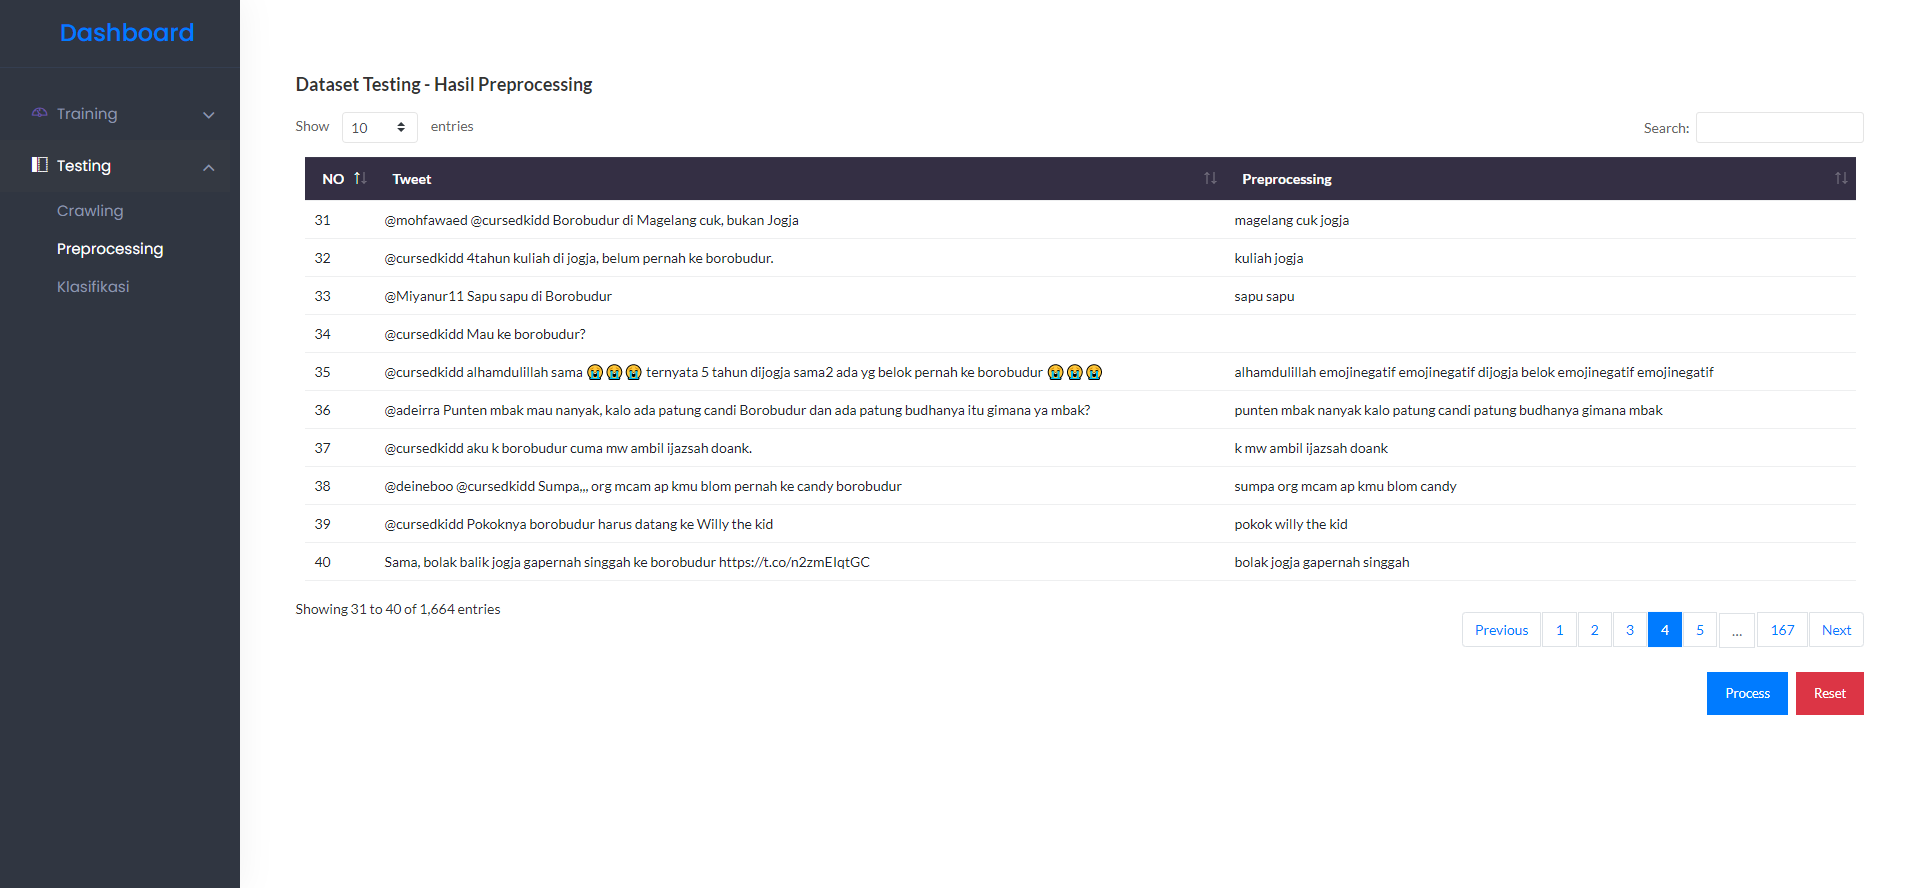 Dashboard
Training
Testing
Crawling
Preprocessing
Klasifikasi
Dataset Testing - Hasil Preprocessing
Show 10 entries
Search:
NO Tweet Preprocessing
31 @mohfawaed @cursedkidd Borobudur di Magelang cuk, bukan Jogja magelang cuk jogja
32 @cursedkidd 4tahun kuliah di jogja, belum pernah ke borobudur. kuliah jogja
33 @Miyanur11 Sapu sapu di Borobudur sapu sapu
34 @cursedkidd Mau ke borobudur?
35 @cursedkidd alhamdulillah sama 😭😭😭 ternyata 5 tahun dijogja sama2 ada yg belok pernah ke borobudur 😭😭😭 alhamdulillah emojinegatif emojinegatif dijogja belok emojinegatif emojinegatif
36 @adeirra Punten mbak mau nanyak, kalo ada patung candi Borobudur dan ada patung budhanya itu gimana ya mbak? punten mbak nanyak kalo patung candi patung budhanya gimana mbak
37 @cursedkidd aku k borobudur cuma mw ambil ijazsah doank. k mw ambil ijazsah doank
38 @deineboo @cursedkidd Sumpa,,, org mcam ap kmu blom pernah ke candy borobudur sumpa org mcam ap kmu blom candy
39 @cursedkidd Pokoknya borobudur harus datang ke Willy the kid pokok willy the kid
40 Sama, bolak balik jogja gapernah singgah ke borobudur https://t.co/n2zmEIqtGC bolak jogja gapernah singgah
Showing 31 to 40 of 1,664 entries
Previous 1 2 3 4 5 ... 167 Next
Process Reset